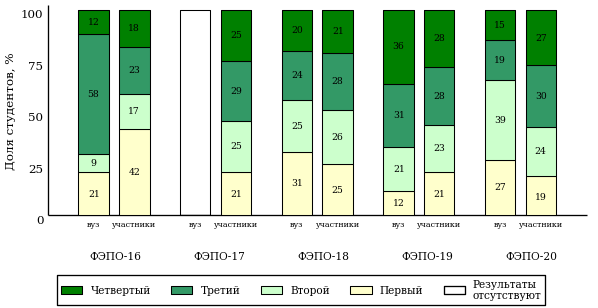 Доля студентов, %
100
75
50
25
0
12 58 9 21
18 23 17 42
25 29 25 21
20 24 25 31
21 28 26 25
36 31 21 12
28 28 23 21
15 19 39 27
27 30 24 19
вуз участники вуз участники вуз участники вуз участники вуз участники
ФЭПО-16 ФЭПО-17 ФЭПО-18 ФЭПО-19 ФЭПО-20
Четвертый Третий Второй Первый Результаты
отсутствуют